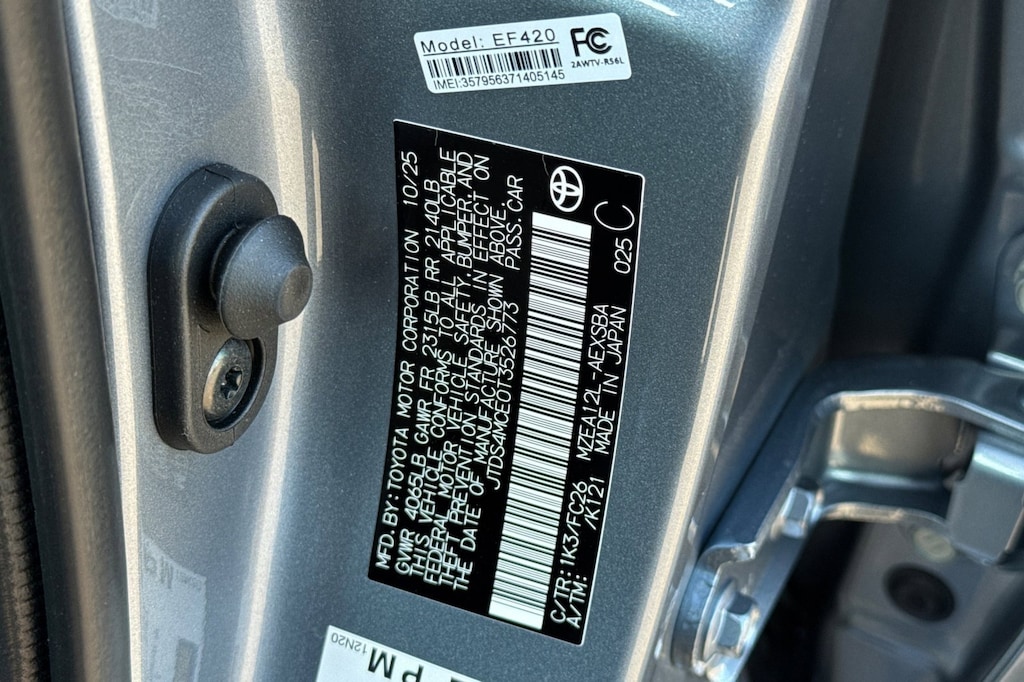 Model: EF420
FC
2AWTV-R56L
IMEI:357956371405145
MFD. BY: TOYOTA MOTOR CORPORATION 10/25
GVWR 4065LB GAWR FR 2315LB RR 2140LB
THIS VEHICLE CONFORMS TO ALL APPLICABLE
FEDERAL MOTOR VEHICLE SAFETY, BUMPER, AND
THEFT PREVENTION STANDARDS IN EFFECT ON
THE DATE OF MANUFACTURE SHOWN ABOVE.
JTDS4MCE0T3526773 PASS. CAR
C/TR: 1K3/FC26 MZEA12L-AEXSBA 025 C
A/TM: /K121 MADE IN JAPAN
12N20
P M